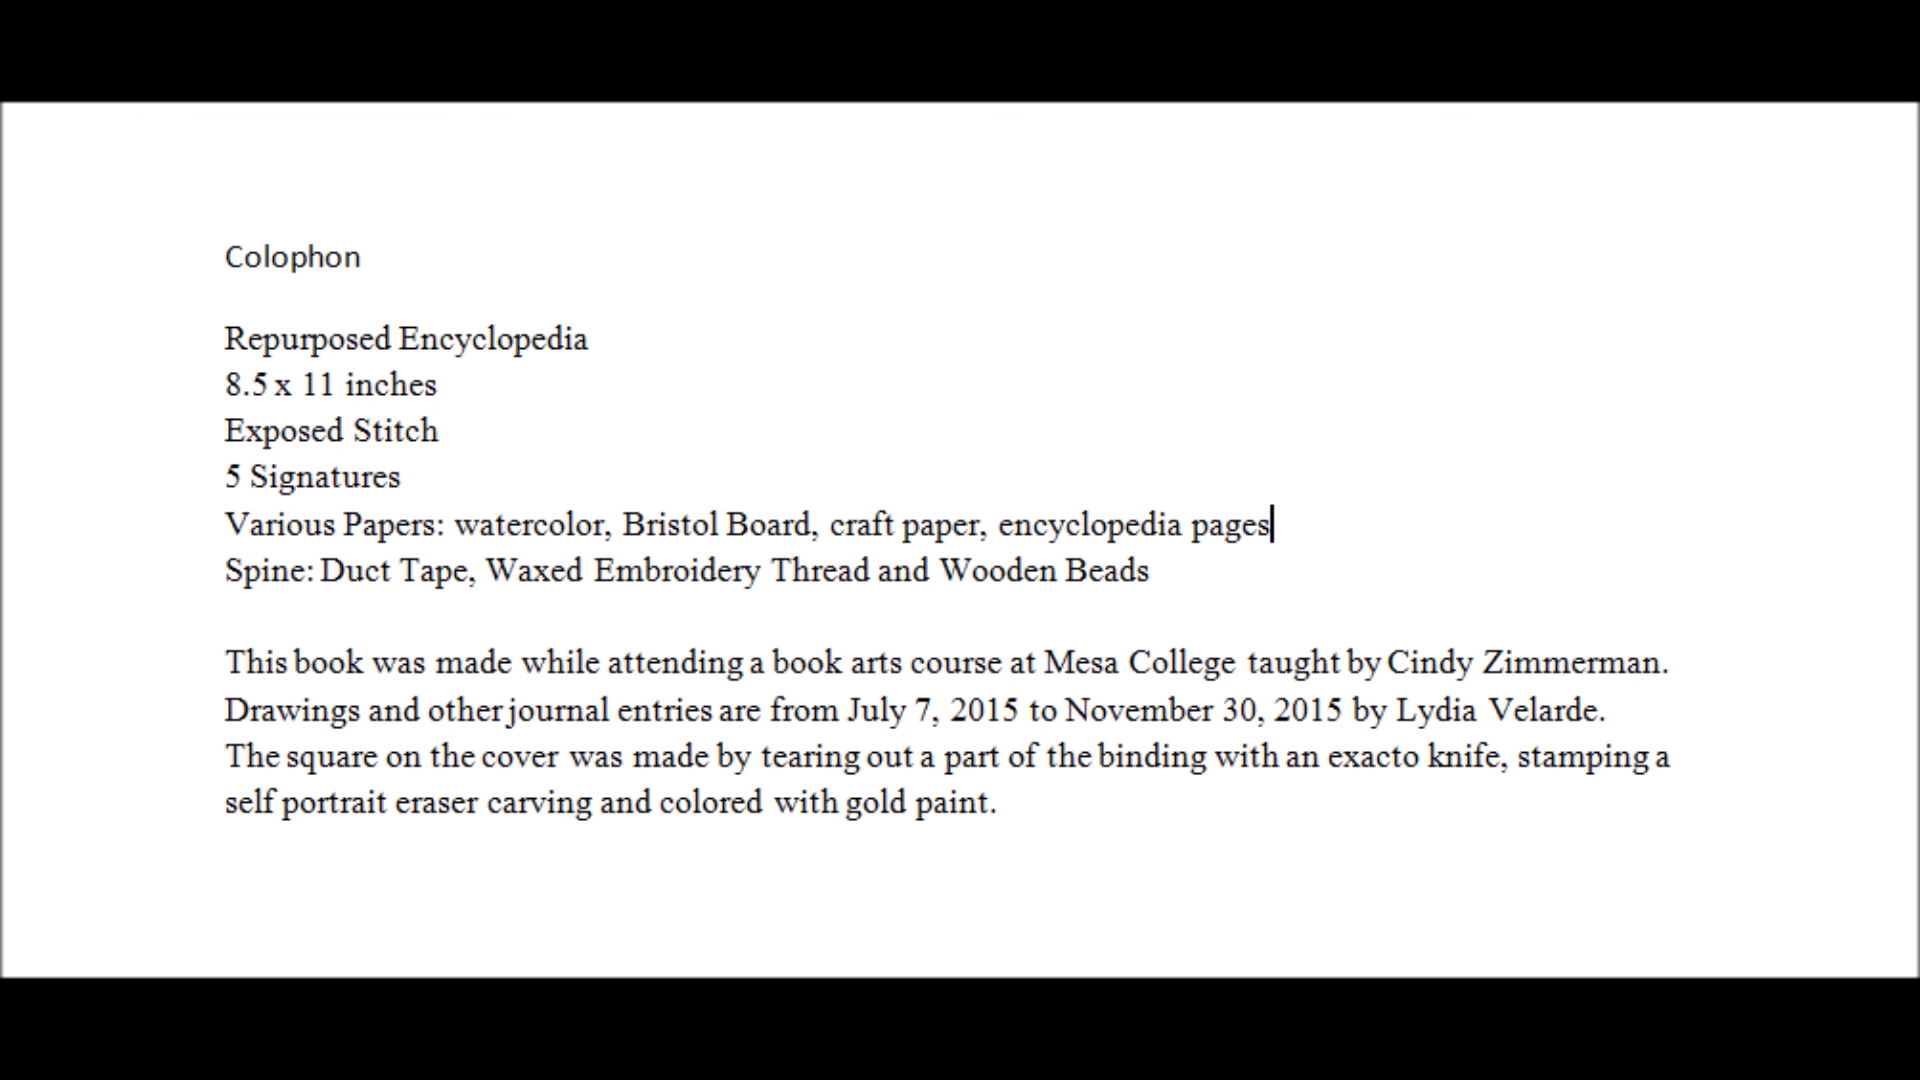 Colophon
Repurposed Encyclopedia
8.5 x 11 inches
Exposed Stitch
5 Signatures
Various Papers: watercolor, Bristol Board, craft paper, encyclopedia pages
Spine: Duct Tape, Waxed Embroidery Thread and Wooden Beads
This book was made while attending a book arts course at Mesa College taught by Cindy Zimmerman.
Drawings and other journal entries are from July 7, 2015 to November 30, 2015 by Lydia Velarde.
The square on the cover was made by tearing out a part of the binding with an exacto knife, stamping a
self portrait eraser carving and colored with gold paint.